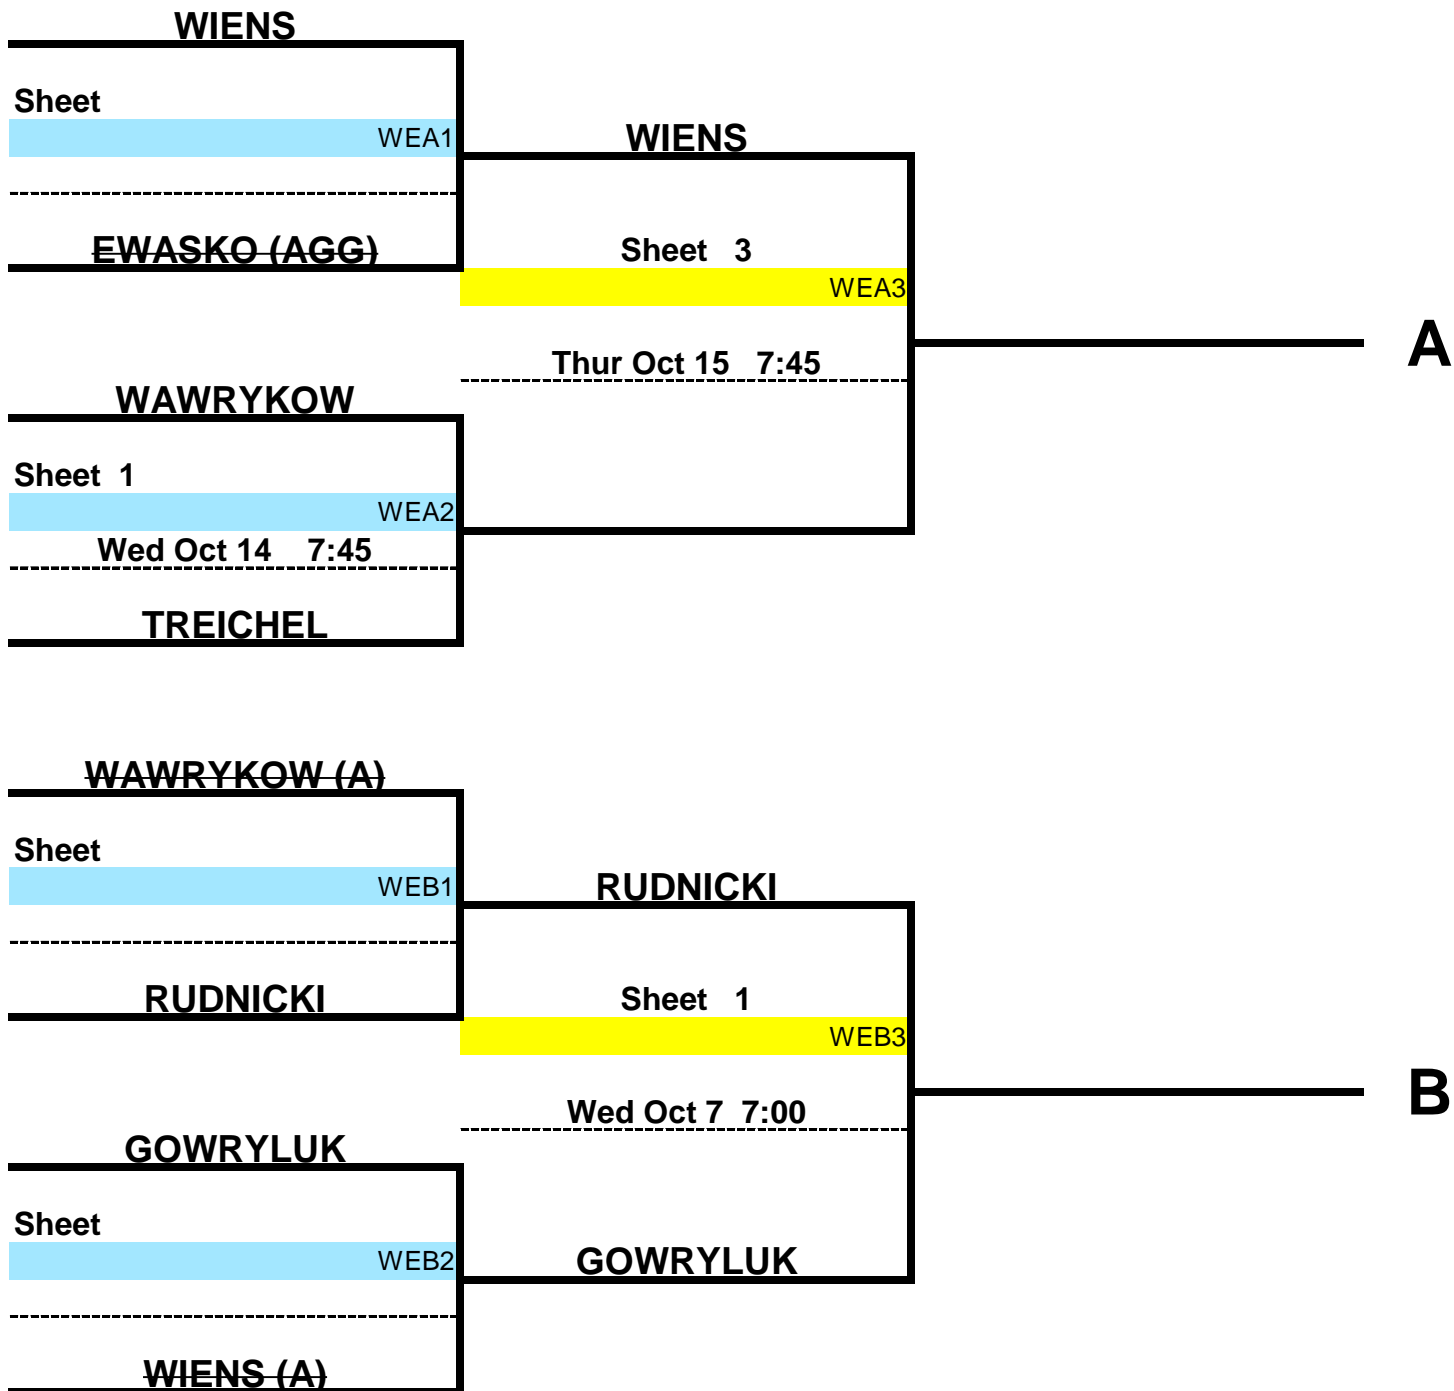 WIENS
Sheet
WEA1
WIENS
EWASKO (AGG)
Sheet 3
WEA3
A
Thur Oct 15 7:45
WAWRYKOW
Sheet 1
WEA2
Wed Oct 14 7:45
TREICHEL
WAWRYKOW (A)
Sheet
WEB1
RUDNICKI
RUDNICKI
Sheet 1
WEB3
B
Wed Oct 7 7:00
GOWRYLUK
Sheet
WEB2
GOWRYLUK
WIENS (A)